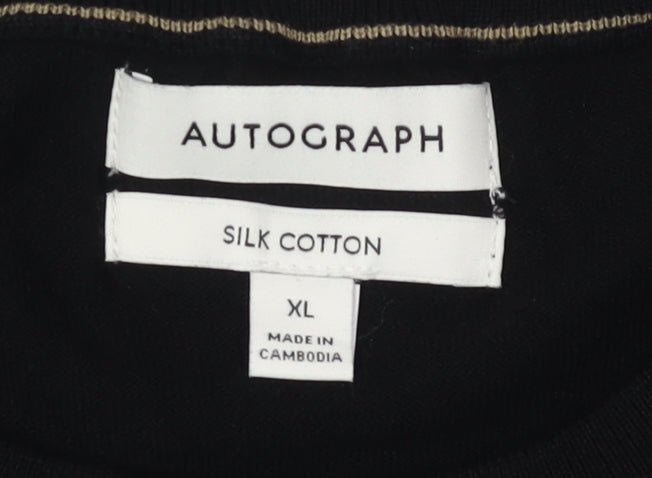 AUTOGRAPH
SILK COTTON
XL
MADE IN
CAMBODIA